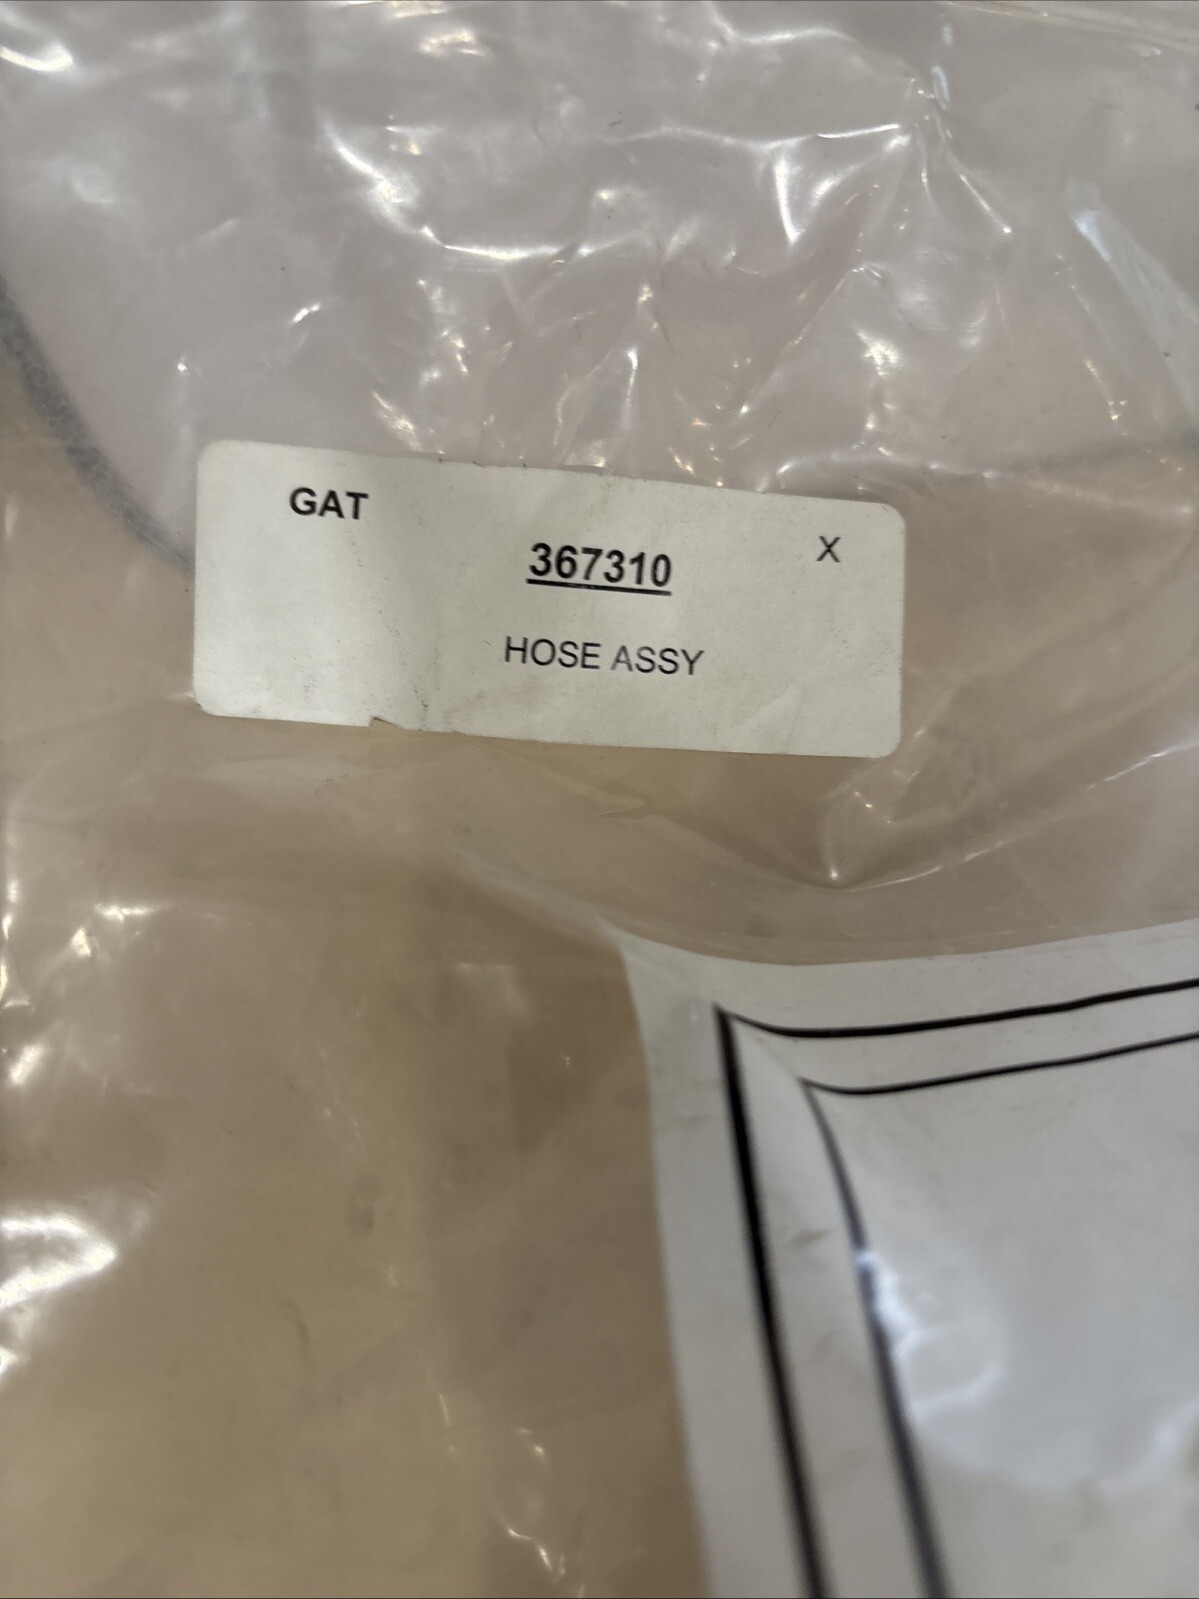 GAT
367310
X
HOSE ASSY